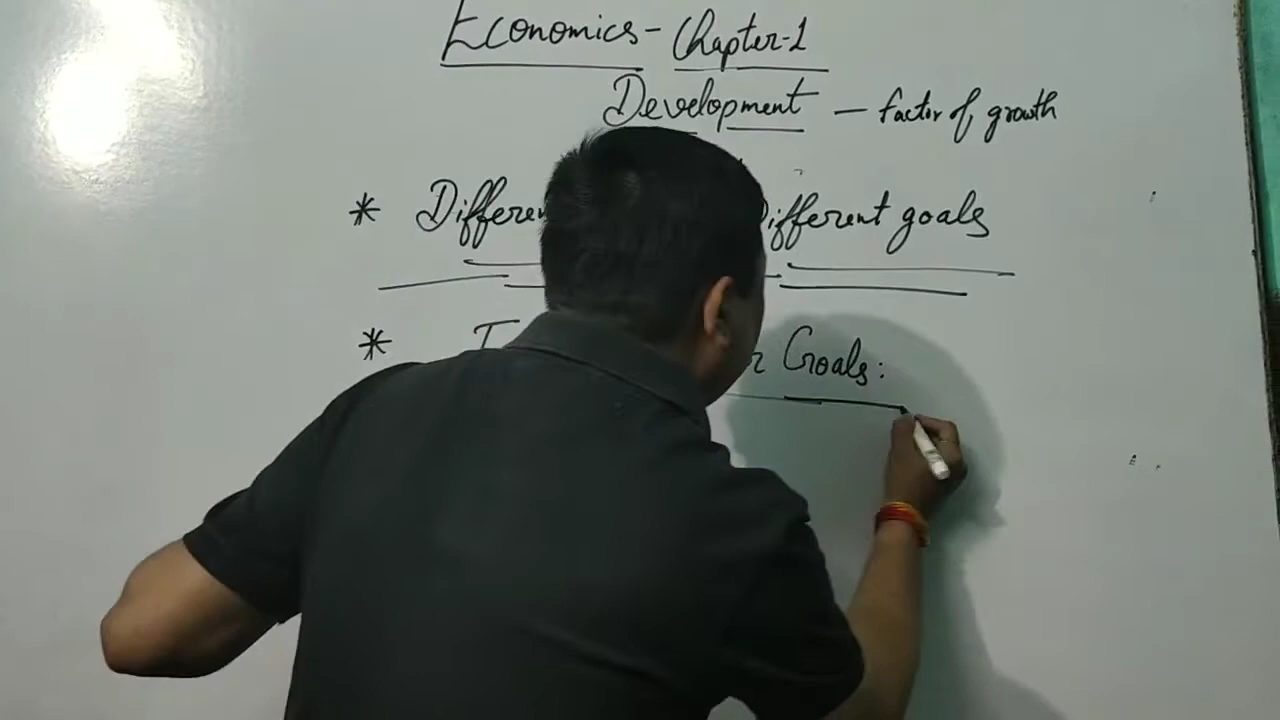 Economics - Chapter-1
Development – factor of growth
* Different goals
* Goals: